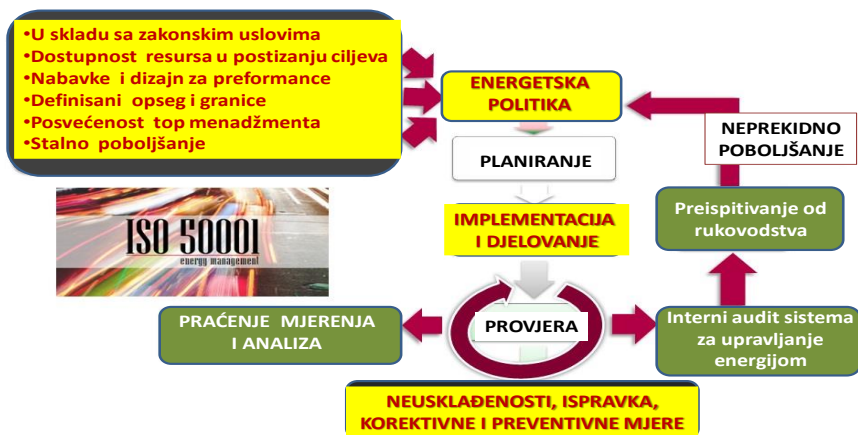 •U skladu sa zakonskim uslovima
•Dostupnost resursa u postizanju ciljeva
•Nabavke i dizajn za preformance
•Definisani opseg i granice
•Posvećenost top menadžmenta
•Stalno poboljšanje
ENERGETSKA
POLITIKA
NEPREKIDNO
POBOLJŠANJE
PLANIRANJE
ISO 50001
energy management
IMPLEMENTACIJA
I DJELOVANJE
Preispitivanje od
rukovodstva
PRAĆENJE MJERENJA
I ANALIZA
PROVJERA
Interni audit sistema
za upravljanje
energijom
NEUSKLAĐENOSTI, ISPRAVKA,
KOREKTIVNE I PREVENTIVNE MJERE